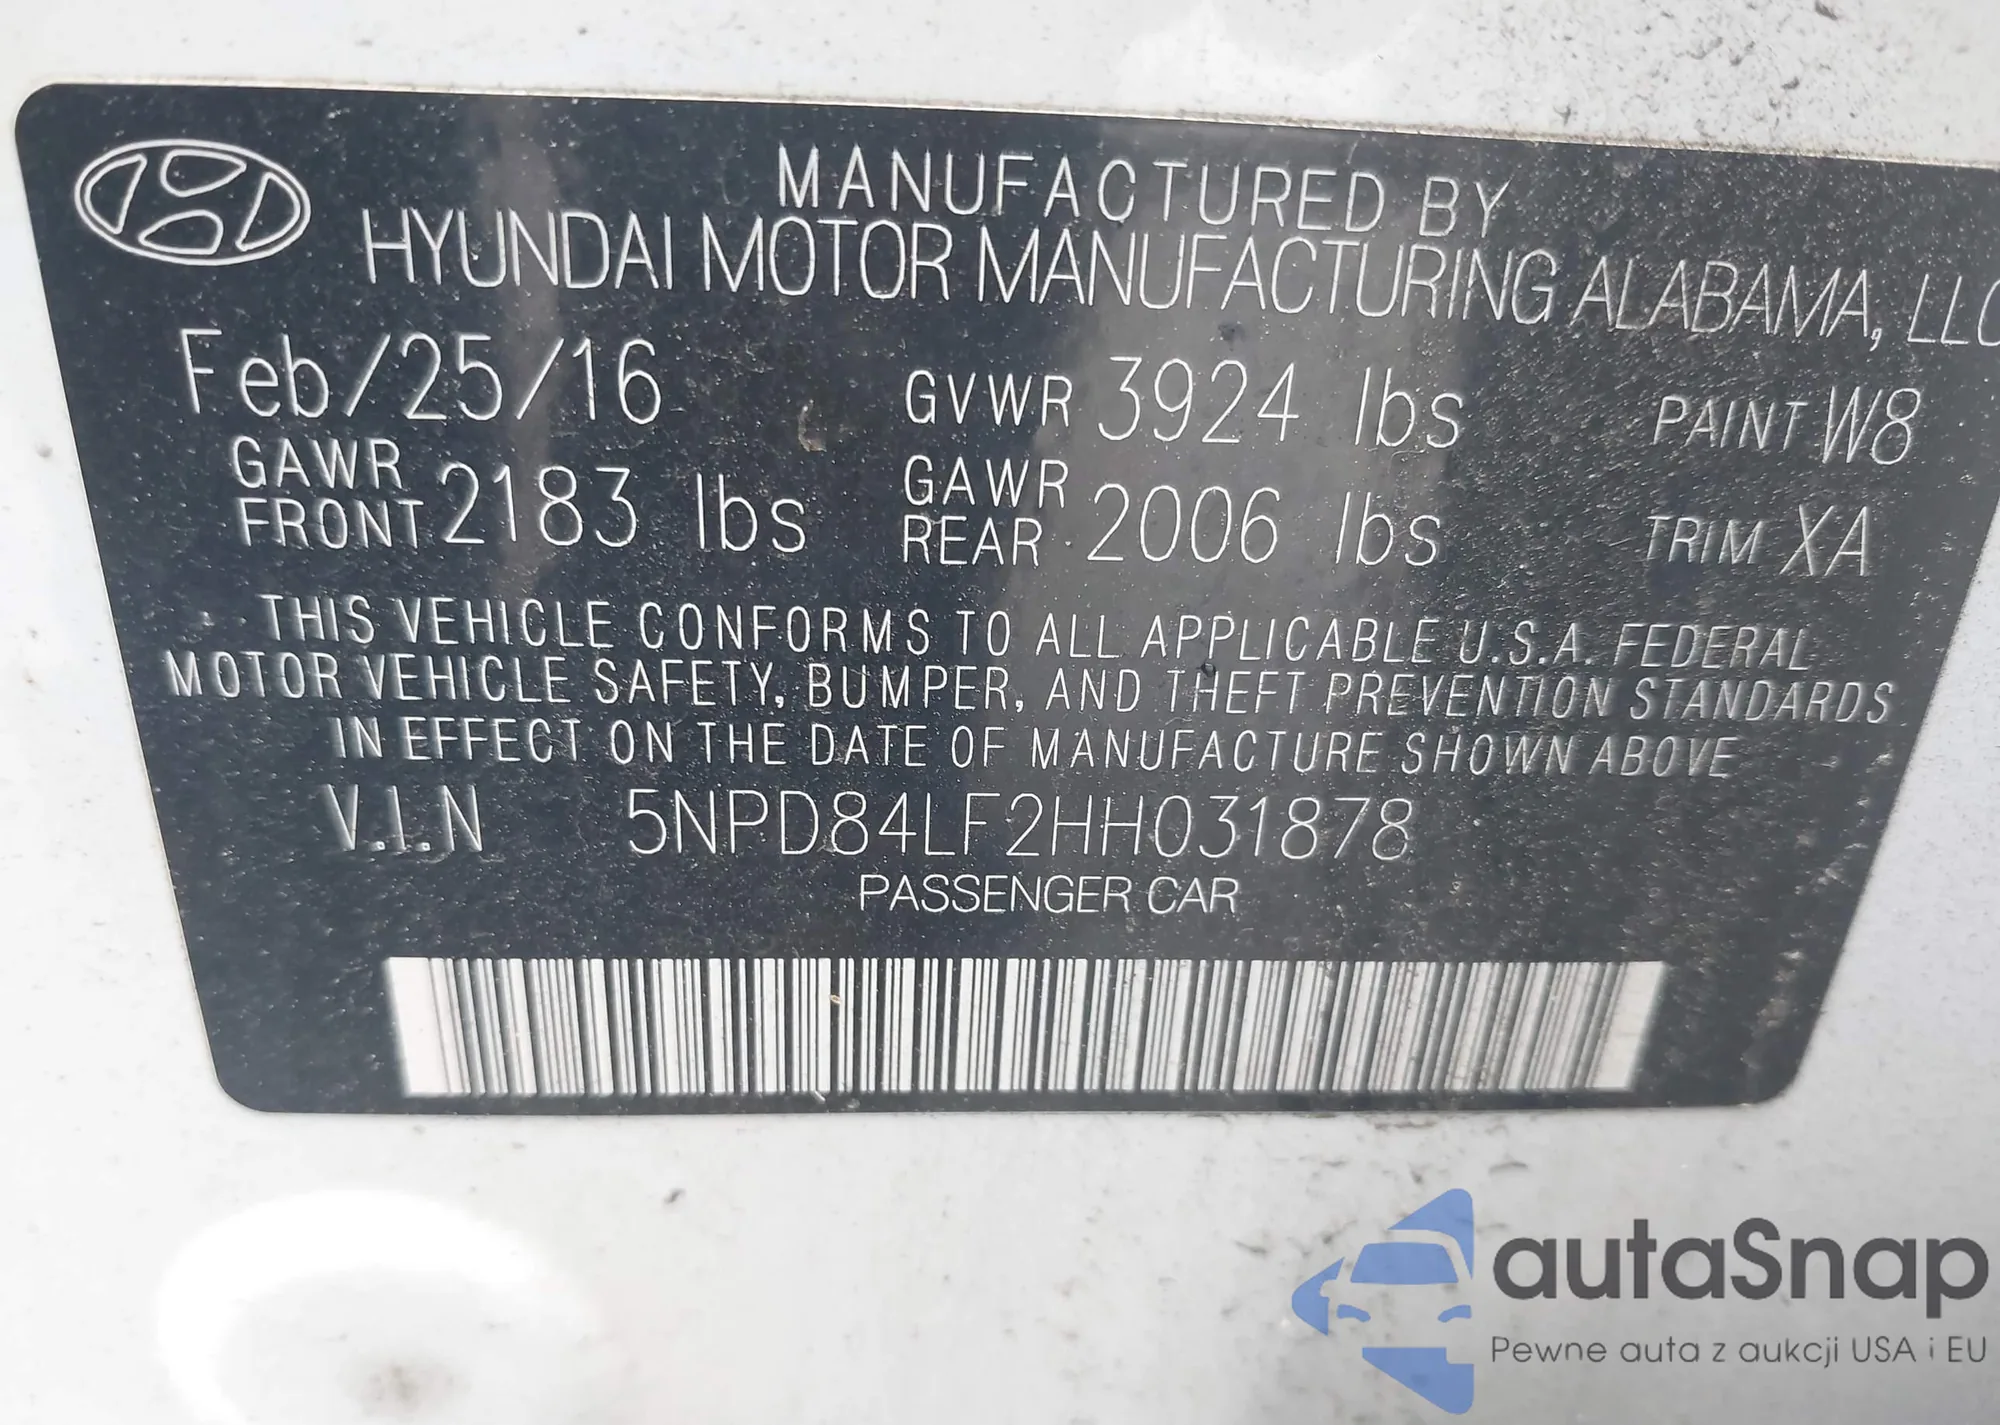 MANUFACTURED BY
HYUNDAI MOTOR MANUFACTURING ALABAMA, LLC
Feb/25/16 GVWR 3924 lbs PAINT W8
GAWR FRONT 2183 lbs GAWR REAR 2006 lbs TRIM XA
THIS VEHICLE CONFORMS TO ALL APPLICABLE U.S.A. FEDERAL
MOTOR VEHICLE SAFETY, BUMPER, AND THEFT PREVENTION STANDARDS
IN EFFECT ON THE DATE OF MANUFACTURE SHOWN ABOVE
V.I.N 5NPD84LF2HH031878
PASSENGER CAR
autaSnap
Pewne auta z aukcji USA i EU